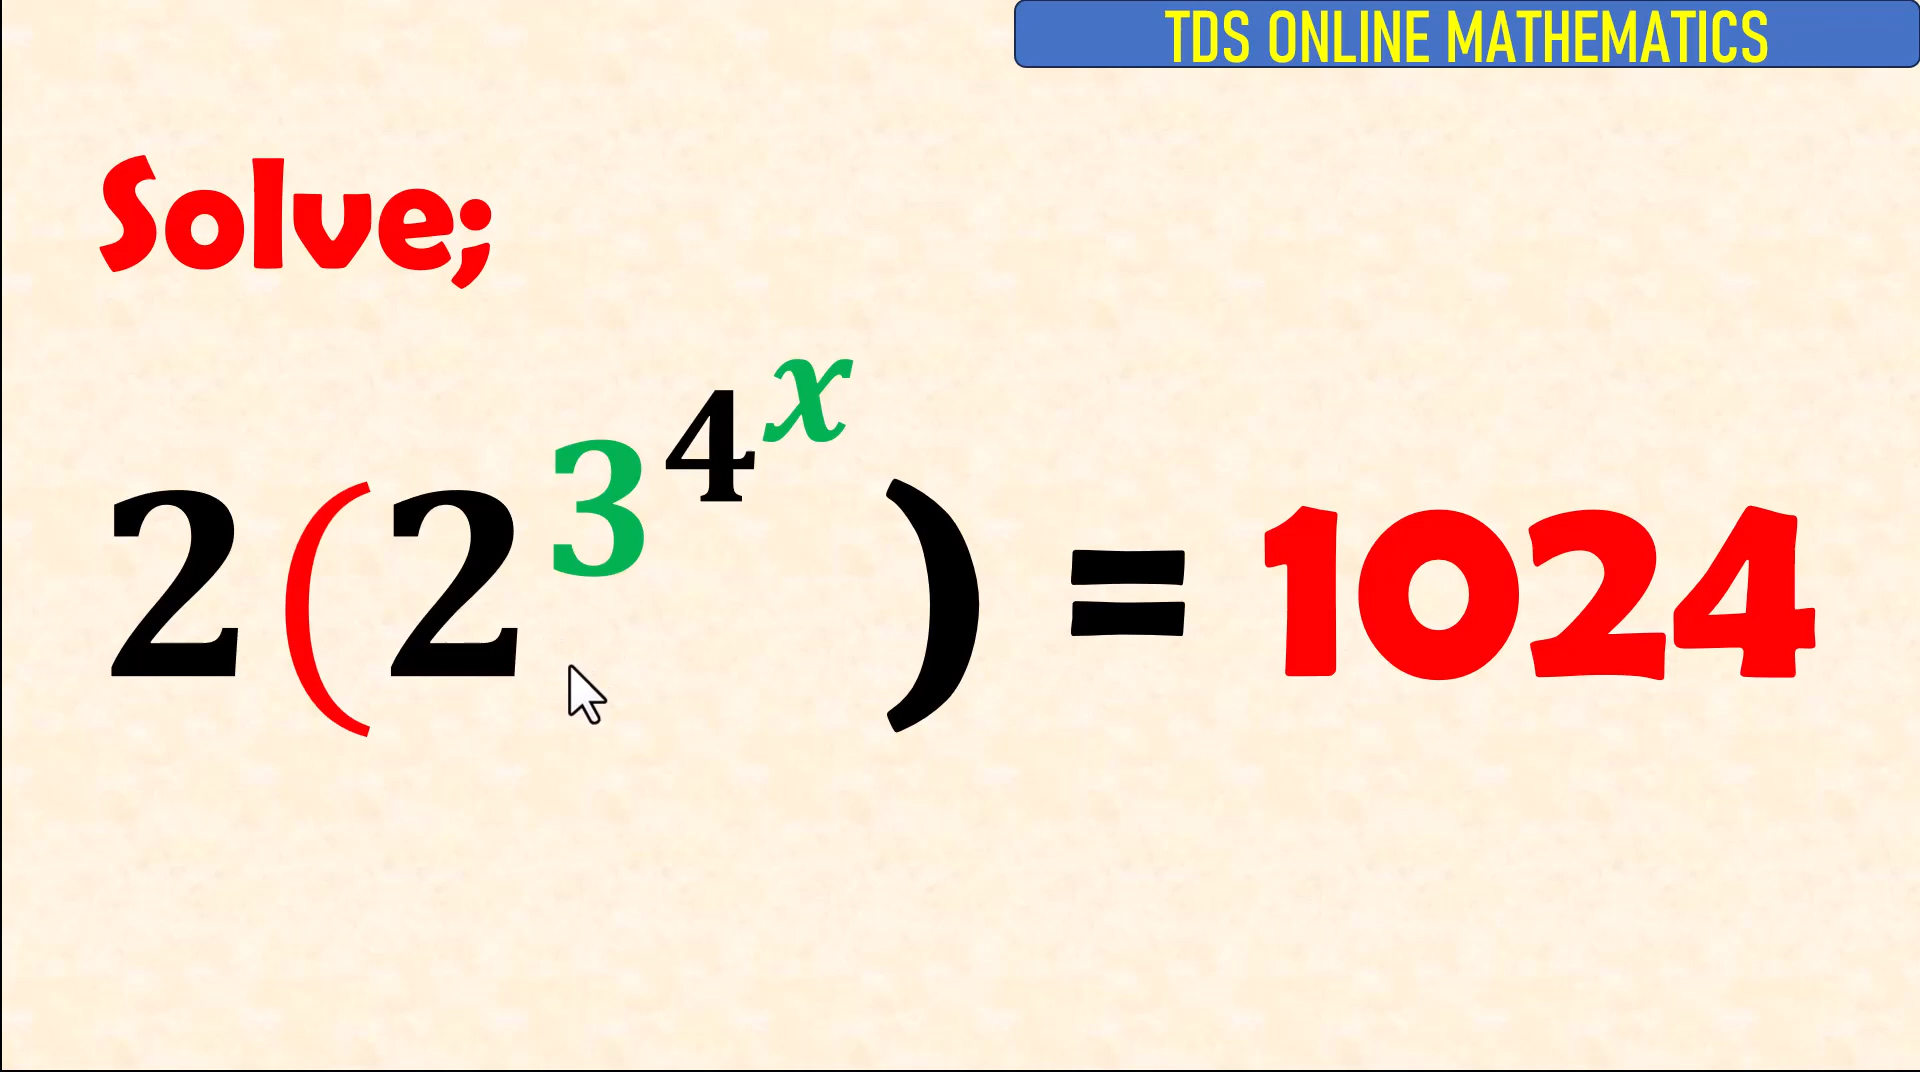 TDS ONLINE MATHEMATICS
Solve;
2(2^{3^{4^{x}}}) = 1024